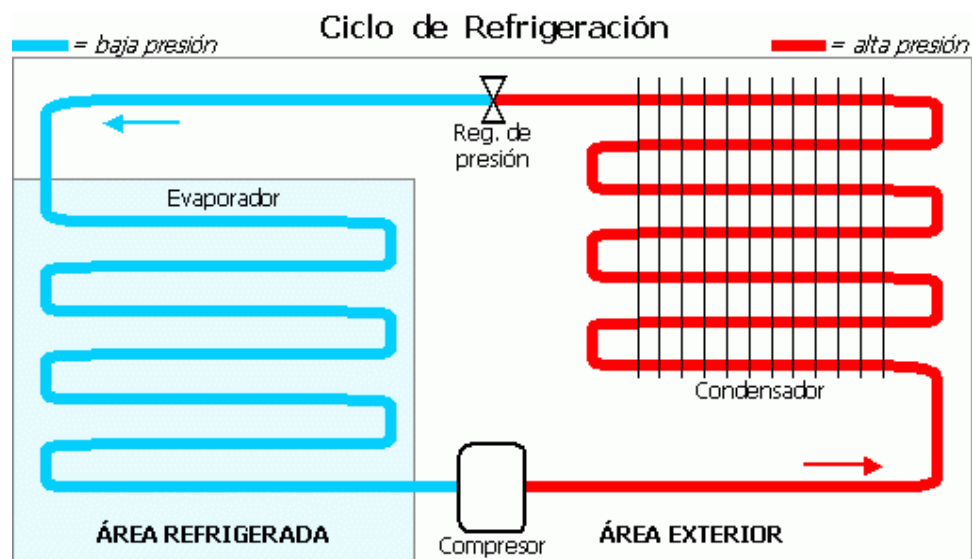 Ciclo de Refrigeración
= baja presión
= alta presión
Reg. de
presión
Evaporador
Condensador
ÁREA REFRIGERADA
Compresor
ÁREA EXTERIOR